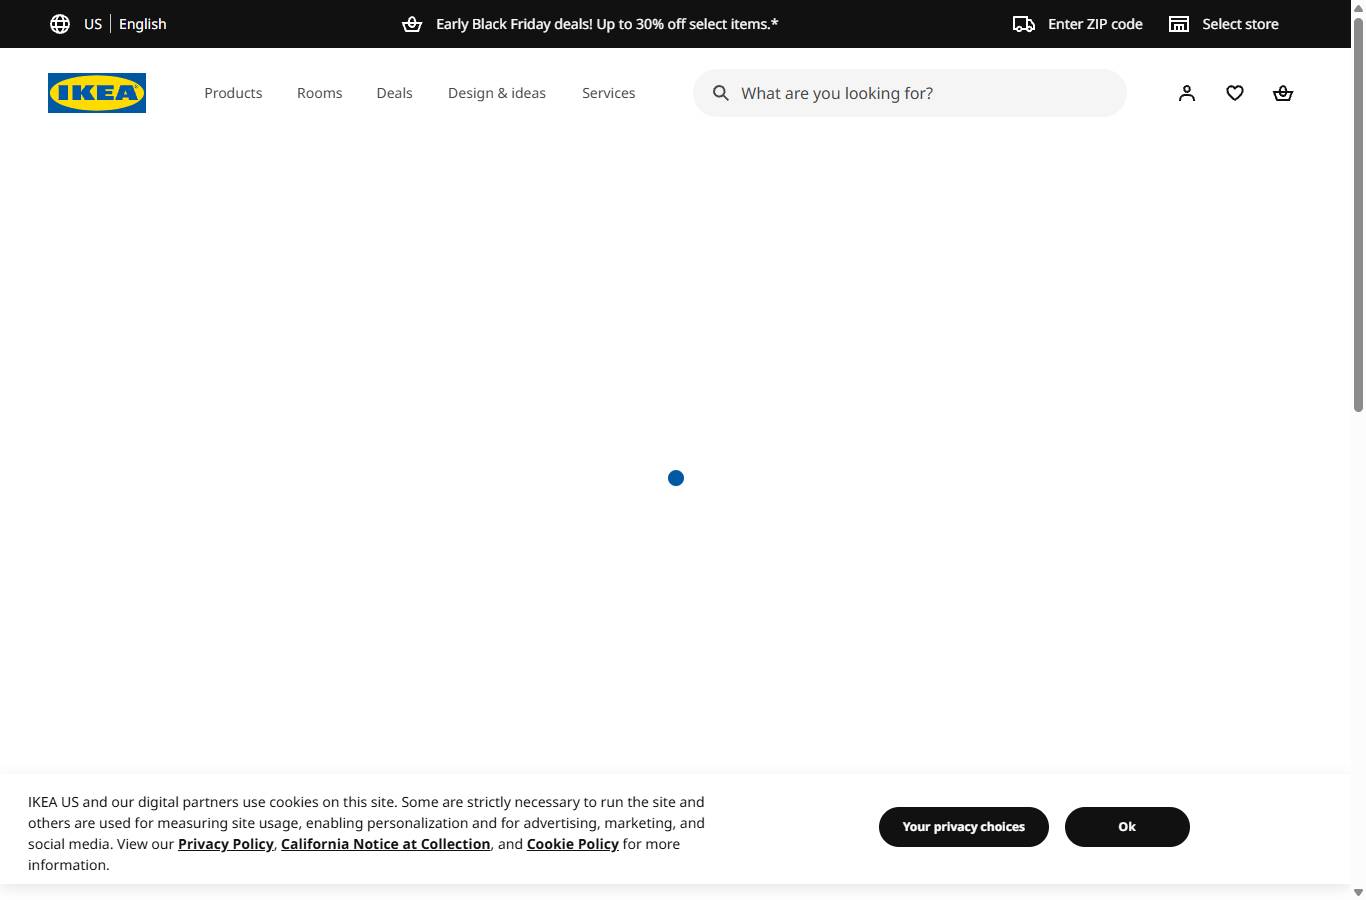 US English
Early Black Friday deals! Up to 30% off select items.*
Enter ZIP code
Select store
IKEA
Products
Rooms
Deals
Design & ideas
Services
What are you looking for?
IKEA US and our digital partners use cookies on this site. Some are strictly necessary to run the site and
others are used for measuring site usage, enabling personalization and for advertising, marketing, and
social media. View our Privacy Policy, California Notice at Collection, and Cookie Policy for more
information.
Your privacy choices
Ok